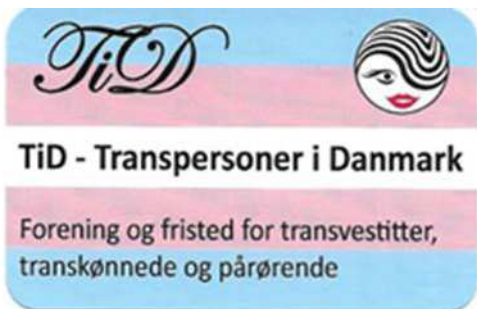 TiD
TiD - Transpersoner i Danmark
Forening og fristed for transvestitter,
transkønnede og pårørende